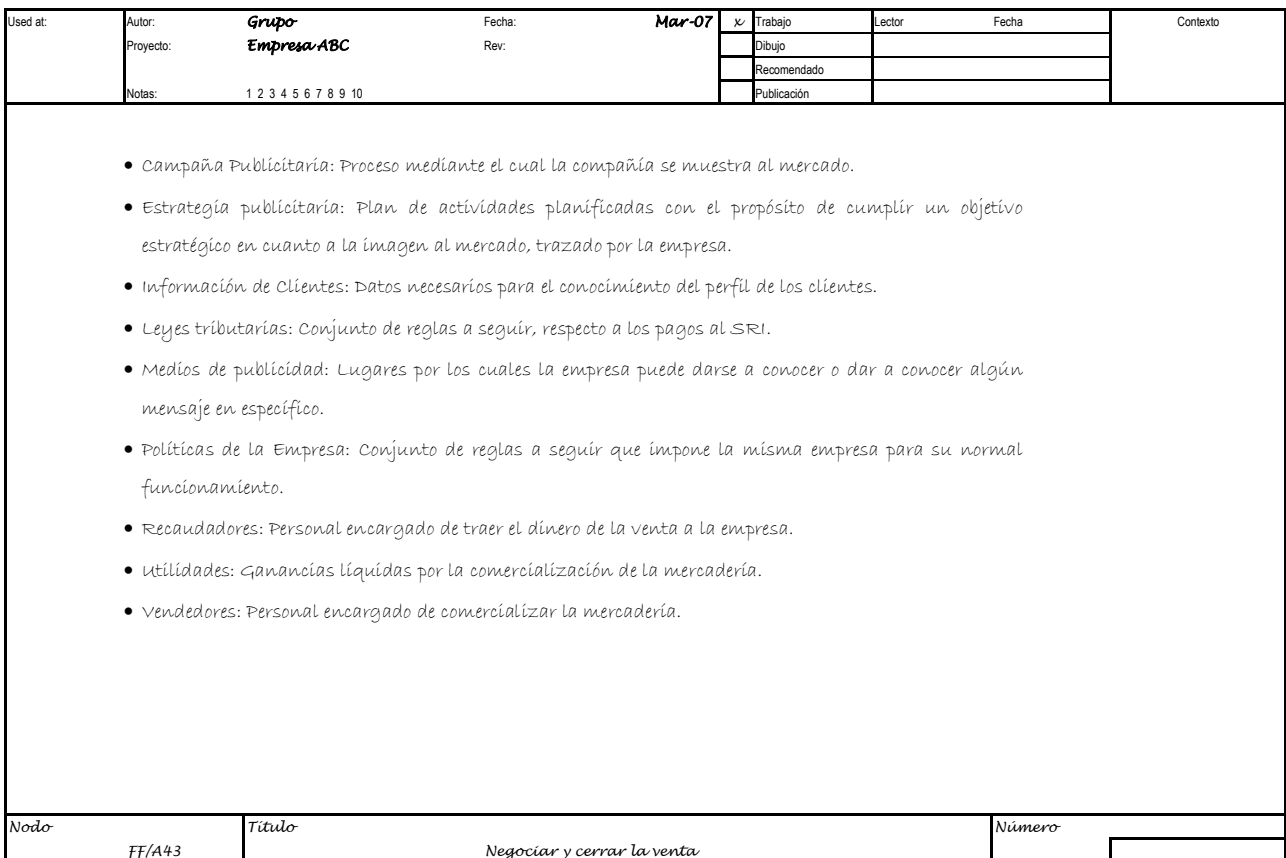 Used at: Autor: Grupo Fecha: Mar-07 x Trabajo Lector Fecha Contexto
Proyecto: Empresa ABC Rev: Dibujo
Recomendado
Notas: 1 2 3 4 5 6 7 8 9 10 Publicación
• Campaña Publicitaria: Proceso mediante el cual la compañía se muestra al mercado.
• Estrategia publicitaria: Plan de actividades planificadas con el propósito de cumplir un objetivo
estratégico en cuanto a la imagen al mercado, trazado por la empresa.
• Información de Clientes: Datos necesarios para el conocimiento del perfil de los clientes.
• Leyes tributarias: Conjunto de reglas a seguir, respecto a los pagos al SRI.
• Medios de publicidad: Lugares por los cuales la empresa puede darse a conocer o dar a conocer algún
mensaje en específico.
• Políticas de la Empresa: Conjunto de reglas a seguir que impone la misma empresa para su normal
funcionamiento.
• Recaudadores: Personal encargado de traer el dinero de la venta a la empresa.
• Utilidades: Ganancias líquidas por la comercialización de la mercadería.
• Vendedores: Personal encargado de comercializar la mercadería.
Nodo Título Número
FF/A43 Negociar y cerrar la venta